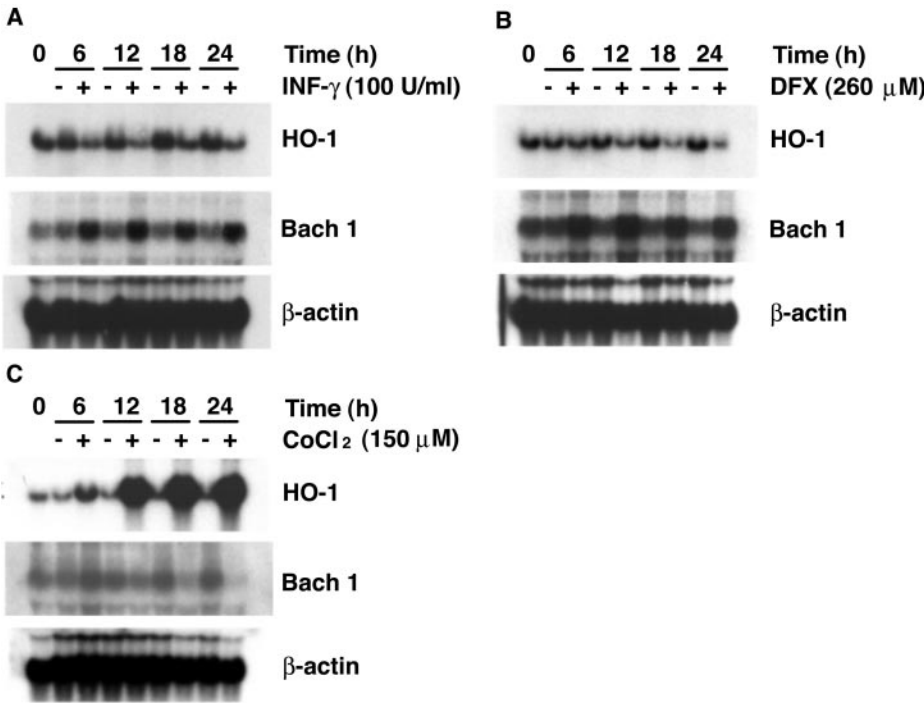 A
0 6 12 18 24 Time (h)
- + - + - + - + INF-γ (100 U/ml)
HO-1
Bach 1
β-actin
B
0 6 12 18 24 Time (h)
- + - + - + - + DFX (260 μM)
HO-1
Bach 1
β-actin
C
0 6 12 18 24 Time (h)
- + - + - + - + CoCl₂ (150 μM)
HO-1
Bach 1
β-actin